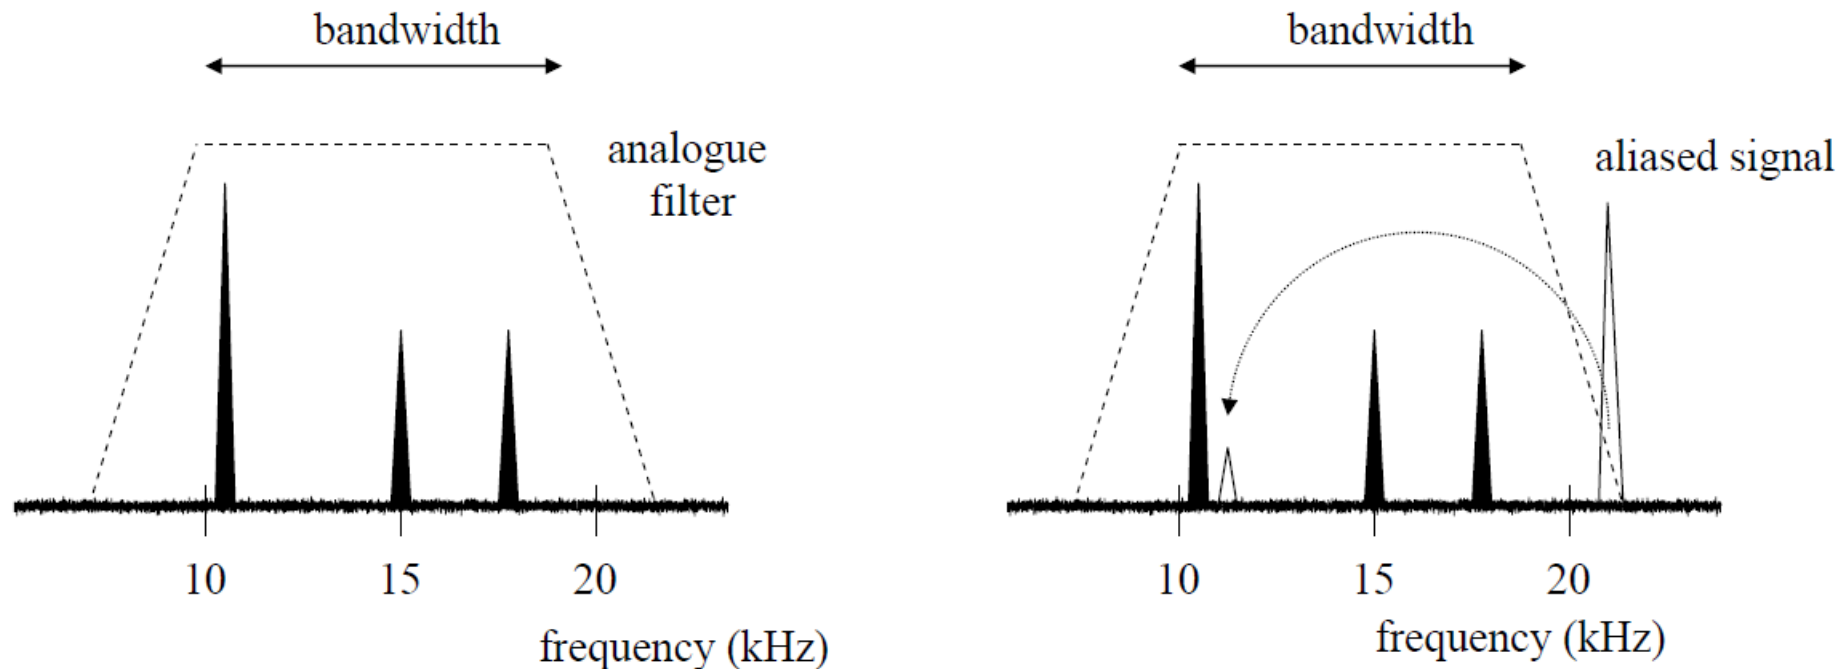 bandwidth
analogue
filter
10
15
20
frequency (kHz)
bandwidth
aliased signal
10
15
20
frequency (kHz)